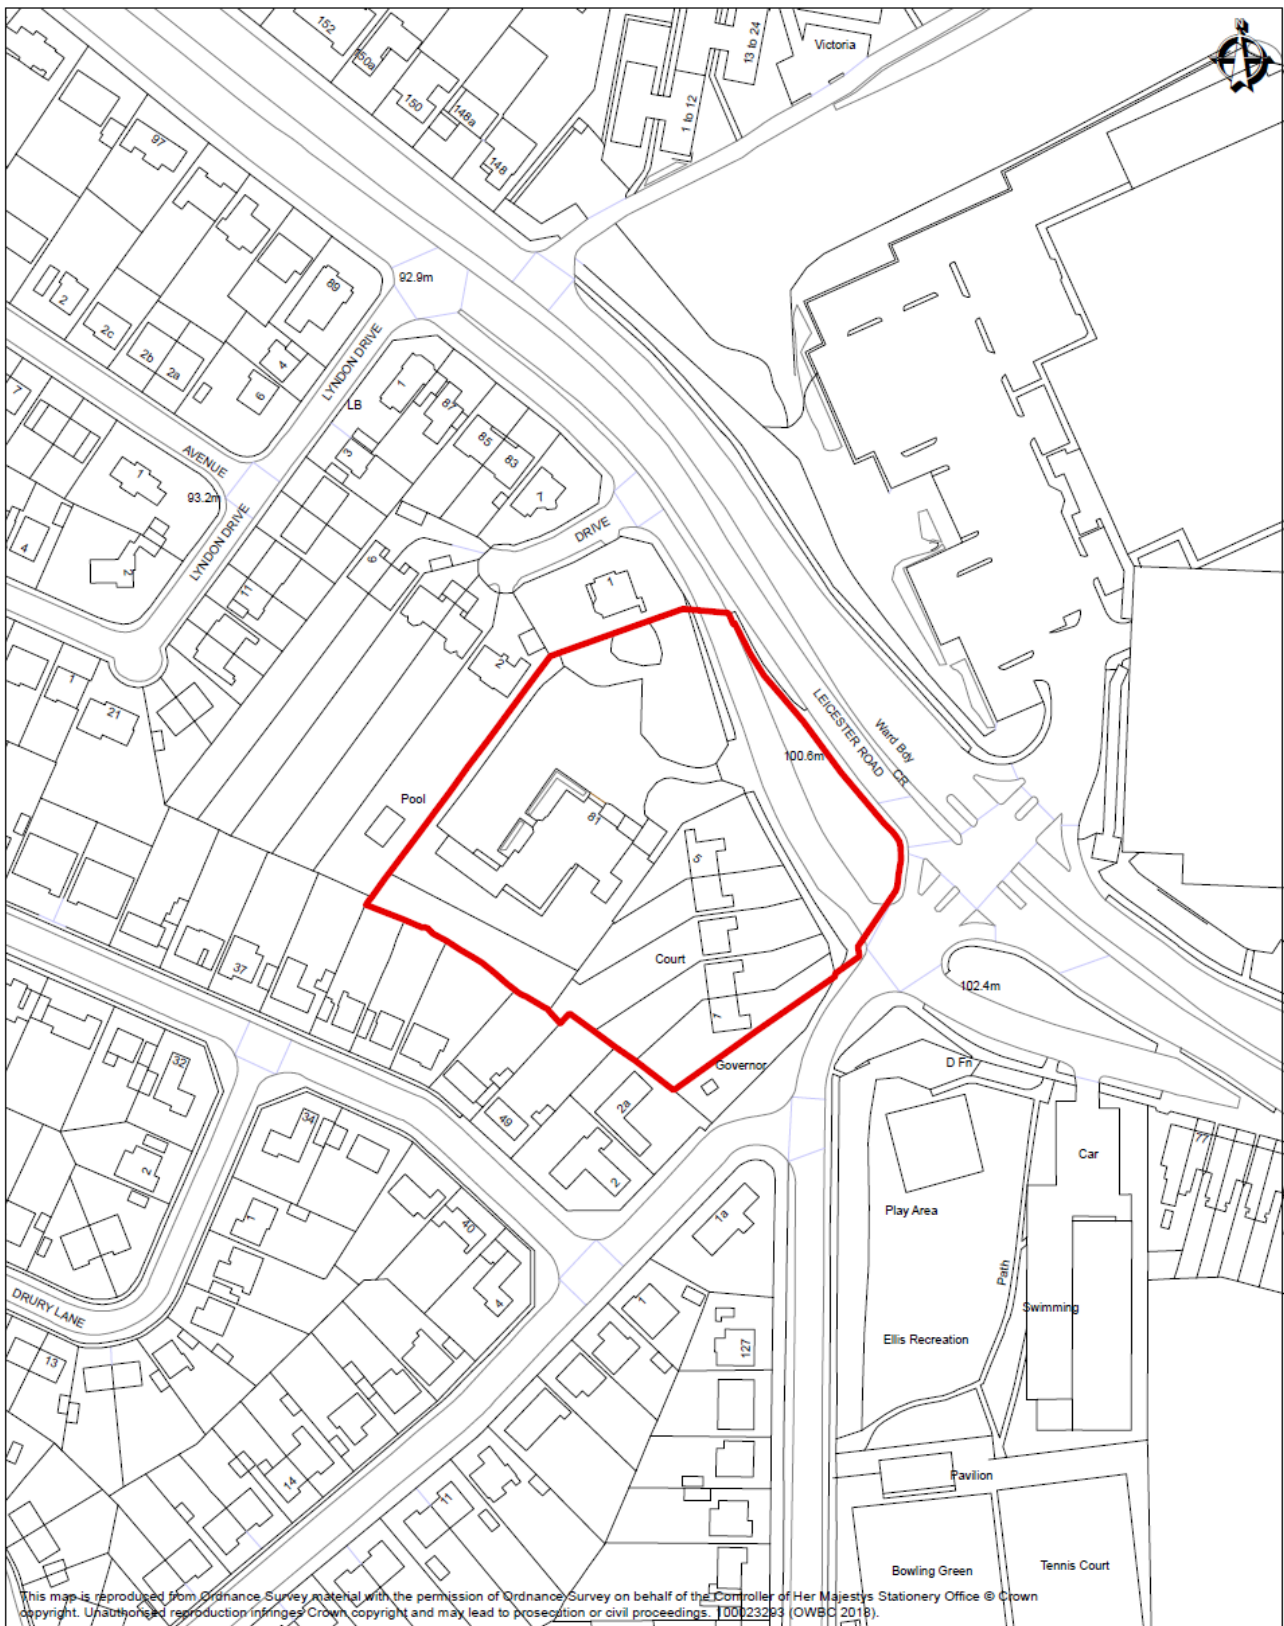 N
152
150a
150
148a
148
1 to 12
13 to 24
Victoria
97
89
92.9m
2
2c
2b
2a
4
6
LYNDON DRIVE
1
LB
87
85
83
3
7
7
AVENUE
1
93.2m
4
2
LYNDON DRIVE
DRIVE
11
6
1
2
1
21
Pool
81
LEICESTER ROAD
Ward Bdy
CR
100.6m
5
Court
1
37
102.4m
Governor
D Fn
32
49
2a
2
34
2
1
40
4
1a
Car
77
Play Area
Path
DRURY LANE
13
1
127
Swimming
Ellis Recreation
14
11
Pavilion
Bowling Green
Tennis Court
This map is reproduced from Ordnance Survey material with the permission of Ordnance Survey on behalf of the Controller of Her Majestys Stationery Office © Crown
copyright. Unauthorised reproduction infringes Crown copyright and may lead to prosecution or civil proceedings. 100023293 (OWBC 2018).